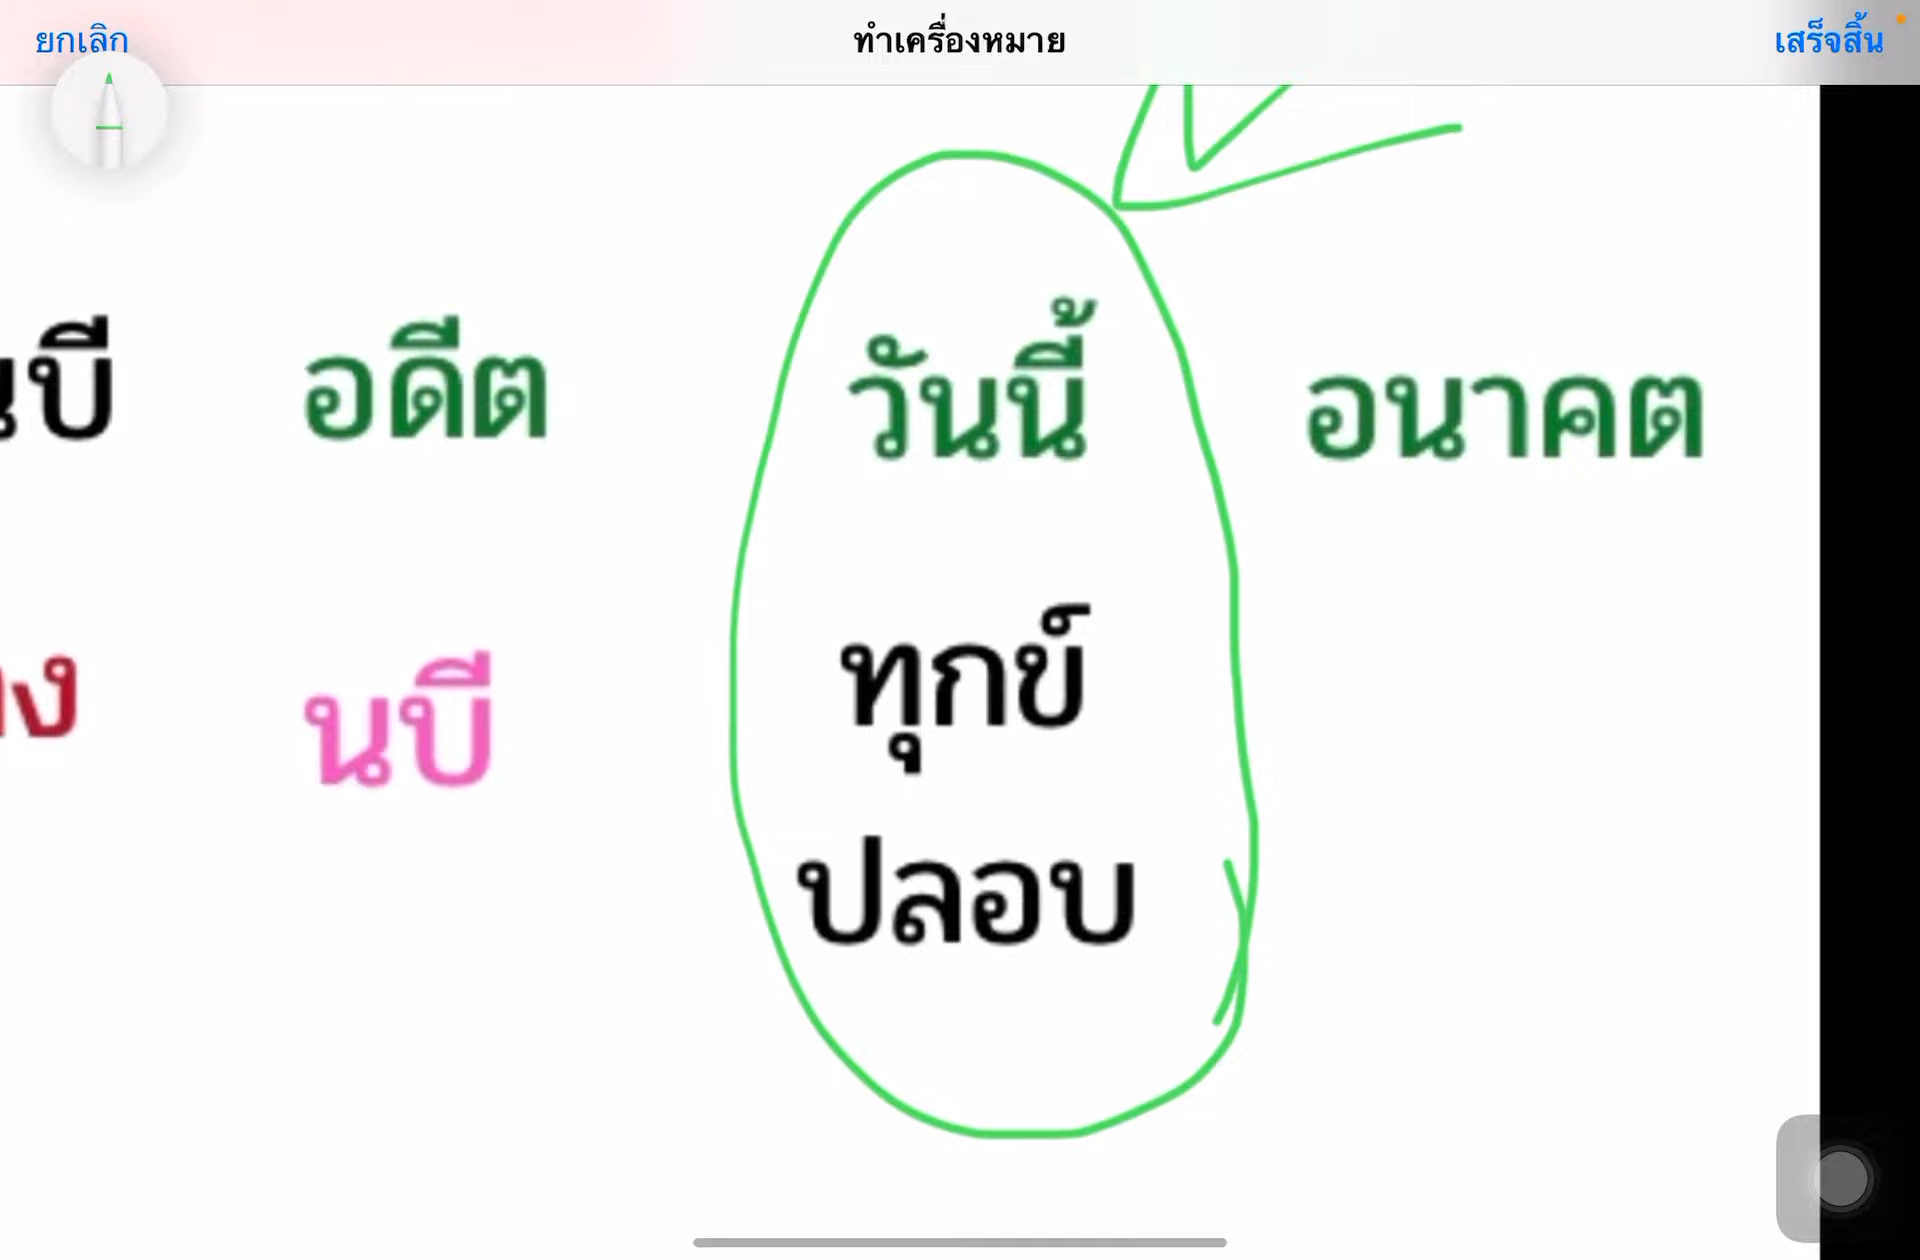 ยกเลิก ทำเครื่องหมาย เสร็จสิ้น
นบี อดีต วันนี้ อนาคต
นบี ทุกข์
ปลอบ